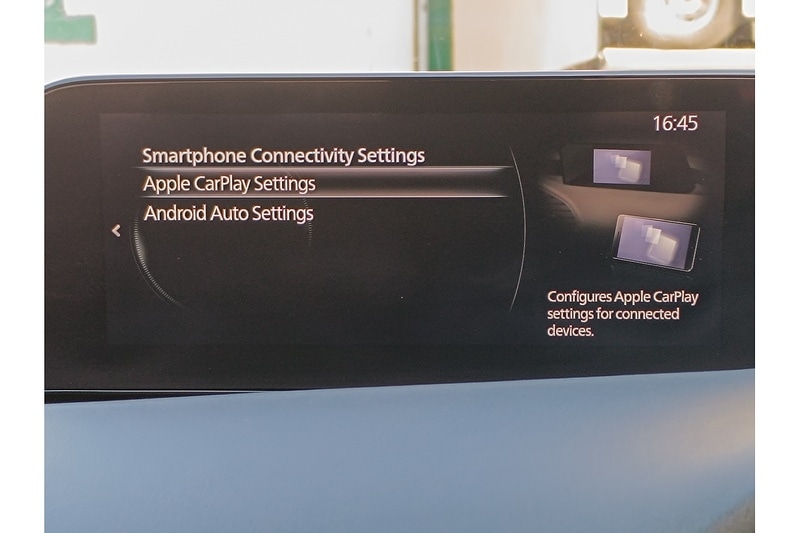 16:45
Smartphone Connectivity Settings
Apple CarPlay Settings
Android Auto Settings
Configures Apple CarPlay
settings for connected
devices.